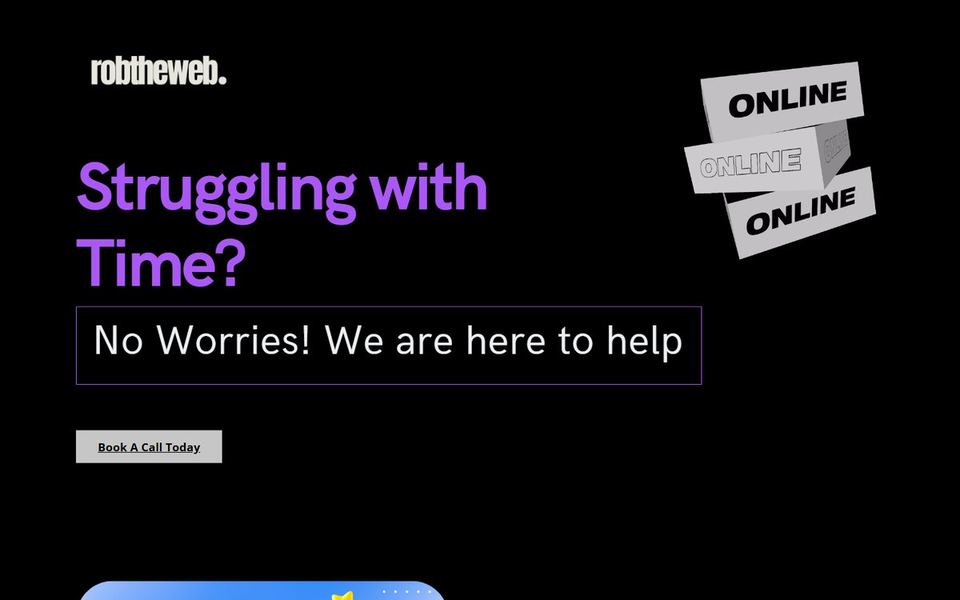 robtheweb.
ONLINE
ONLINE
ONLINE
Struggling with
Time?
No Worries! We are here to help
Book A Call Today